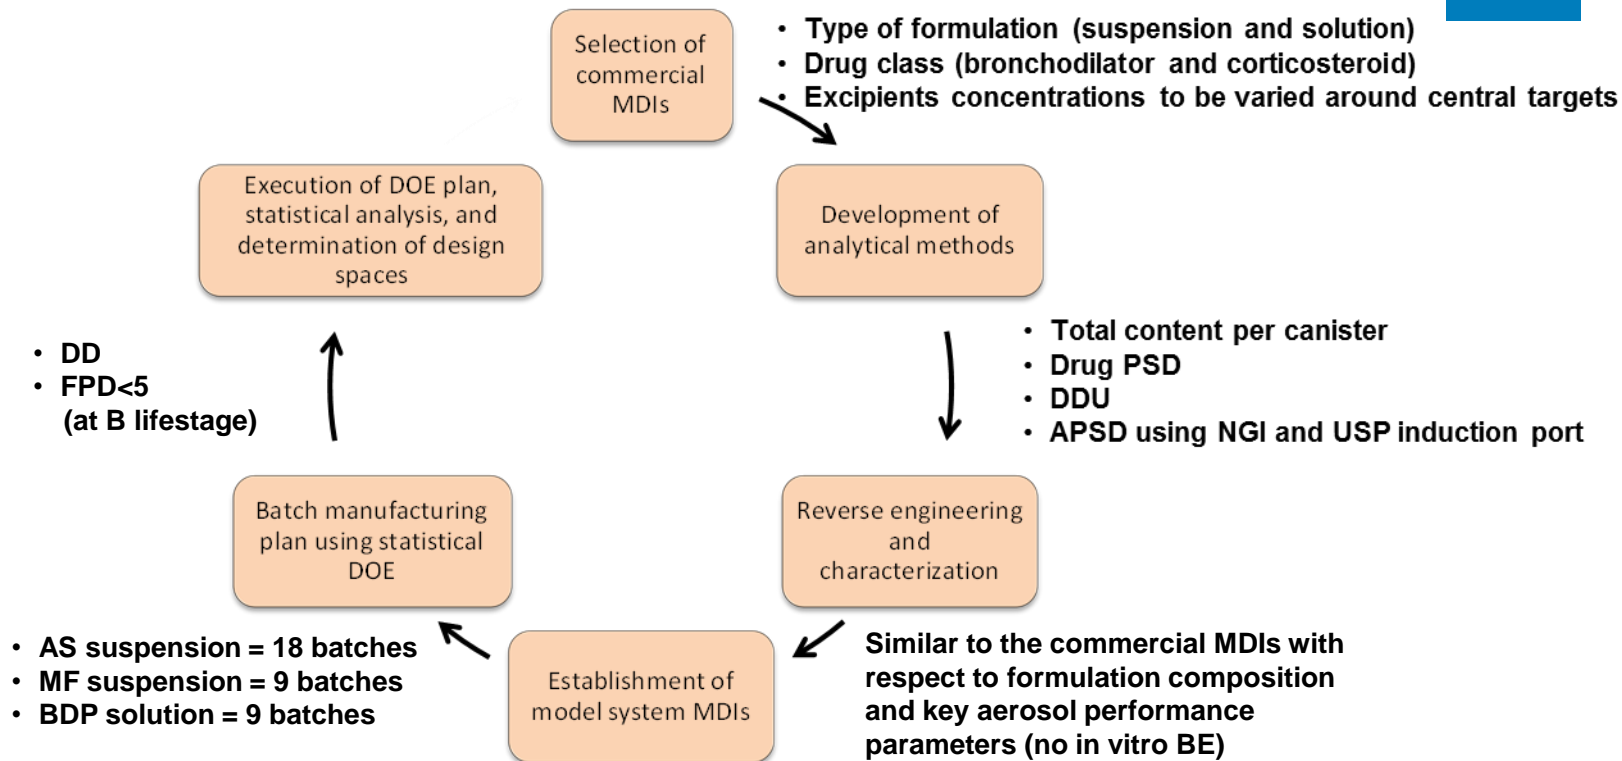 Selection of
commercial
MDIs
• Type of formulation (suspension and solution)
• Drug class (bronchodilator and corticosteroid)
• Excipients concentrations to be varied around central targets
Development of
analytical methods
• Total content per canister
• Drug PSD
• DDU
• APSD using NGI and USP induction port
Reverse engineering
and
characterization
Similar to the commercial MDIs with
respect to formulation composition
and key aerosol performance
parameters (no in vitro BE)
Establishment of
model system MDIs
• AS suspension = 18 batches
• MF suspension = 9 batches
• BDP solution = 9 batches
Batch manufacturing
plan using statistical
DOE
• DD
• FPD<5
(at B lifestage)
Execution of DOE plan,
statistical analysis, and
determination of design
spaces